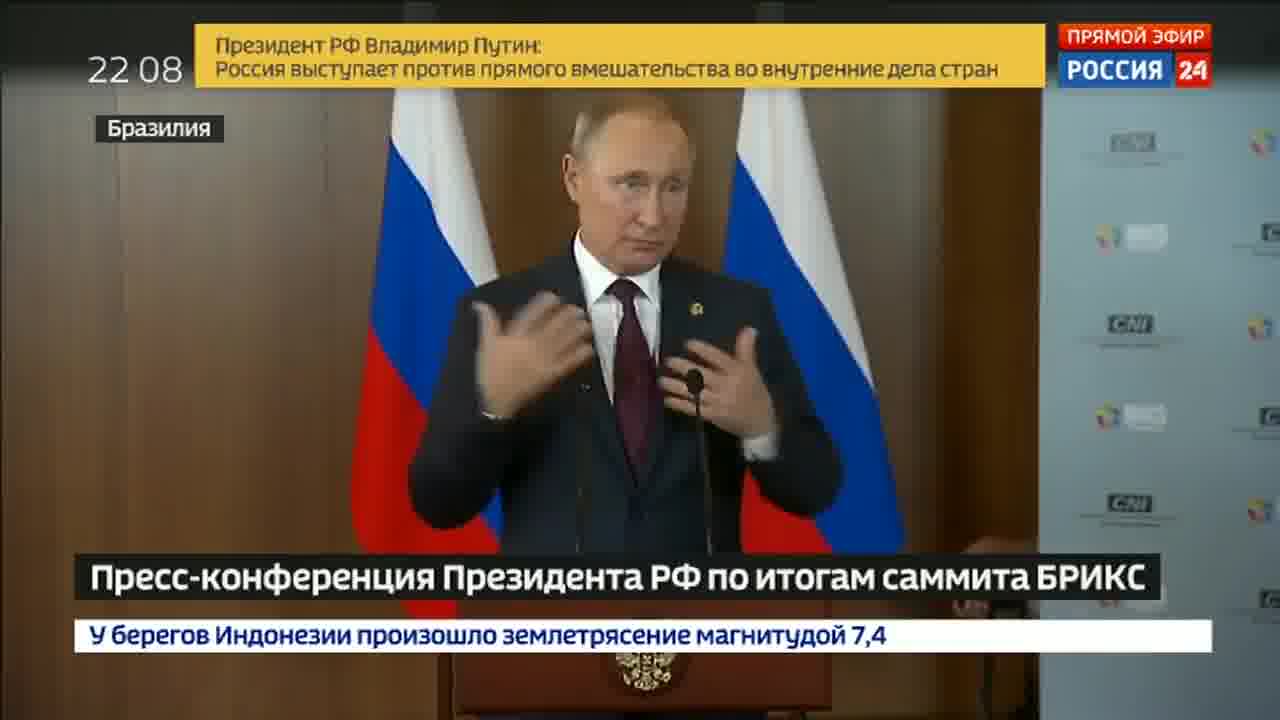 22 08
Президент РФ Владимир Путин:
Россия выступает против прямого вмешательства во внутренние дела стран
ПРЯМОЙ ЭФИР
РОССИЯ 24
Бразилия
CNI
CNI
CNI
Пресс-конференция Президента РФ по итогам саммита БРИКС
У берегов Индонезии произошло землетрясение магнитудой 7,4